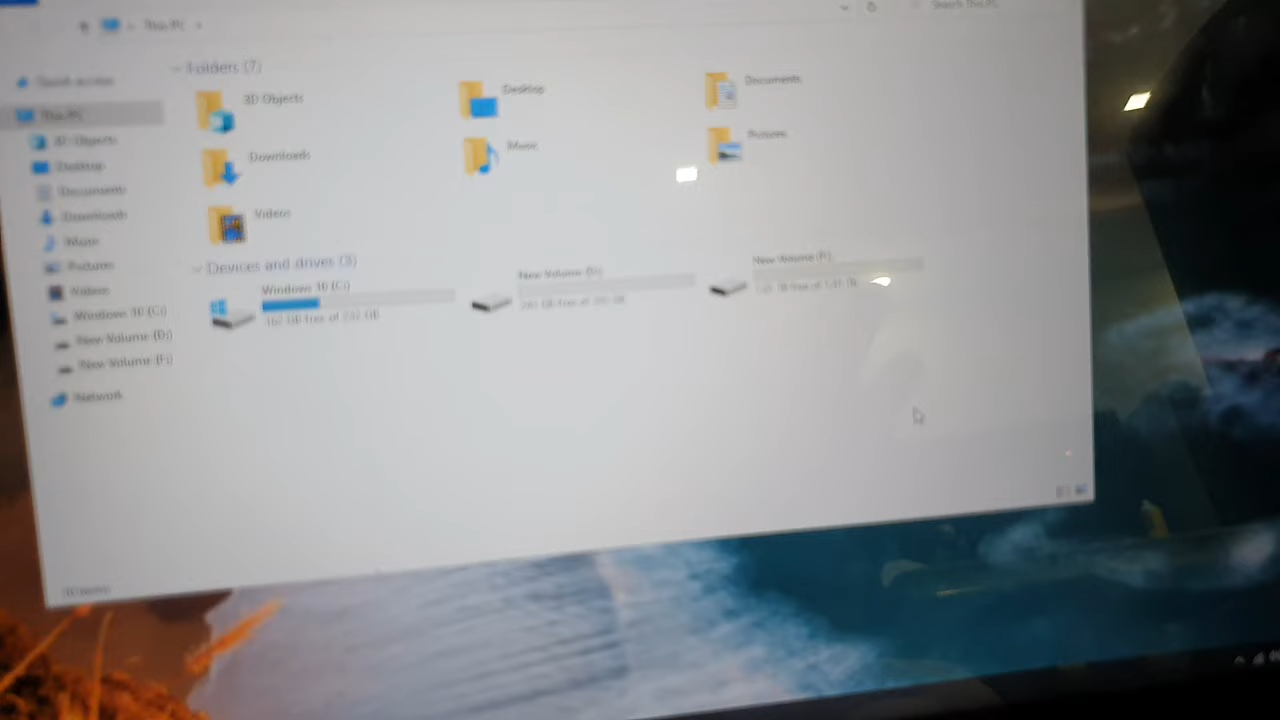 This PC
Search This PC
Quick access
This PC
3D Objects
Desktop
Documents
Downloads
Music
Pictures
Videos
Windows 10 (C:)
New Volume (D:)
New Volume (F:)
Network
Folders (7)
3D Objects
Desktop
Documents
Downloads
Music
Pictures
Videos
Devices and drives (3)
Windows 10 (C:)
162 GB free of 232 GB
New Volume (D:)
New Volume (F:)
10 items